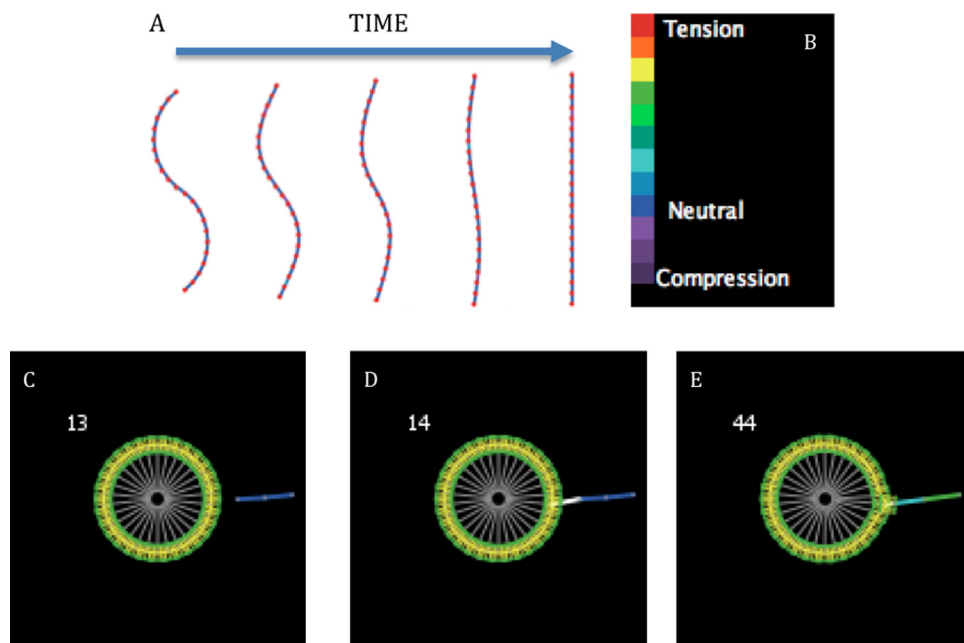 A
TIME
Tension
B
Neutral
Compression
C
13
D
14
E
44